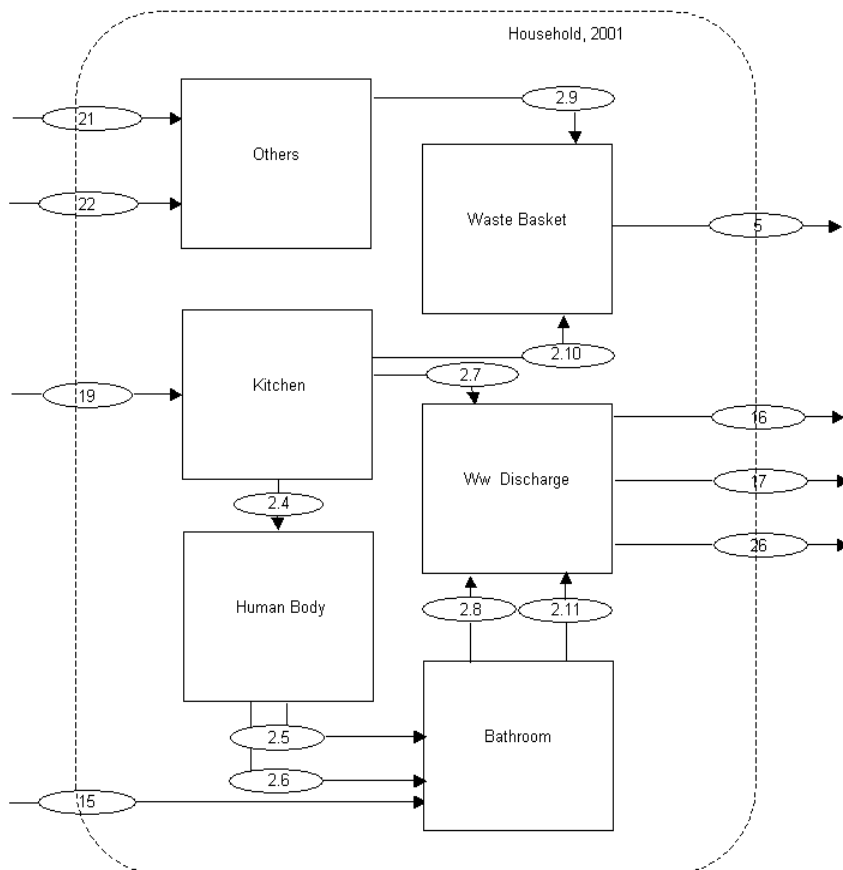 Household, 2001
2.9
21
Others
22
Waste Basket
5
2.10
2.7
Kitchen
19
16
Ww Discharge
17
2.4
26
Human Body
2.8
2.11
2.5
Bathroom
2.6
15